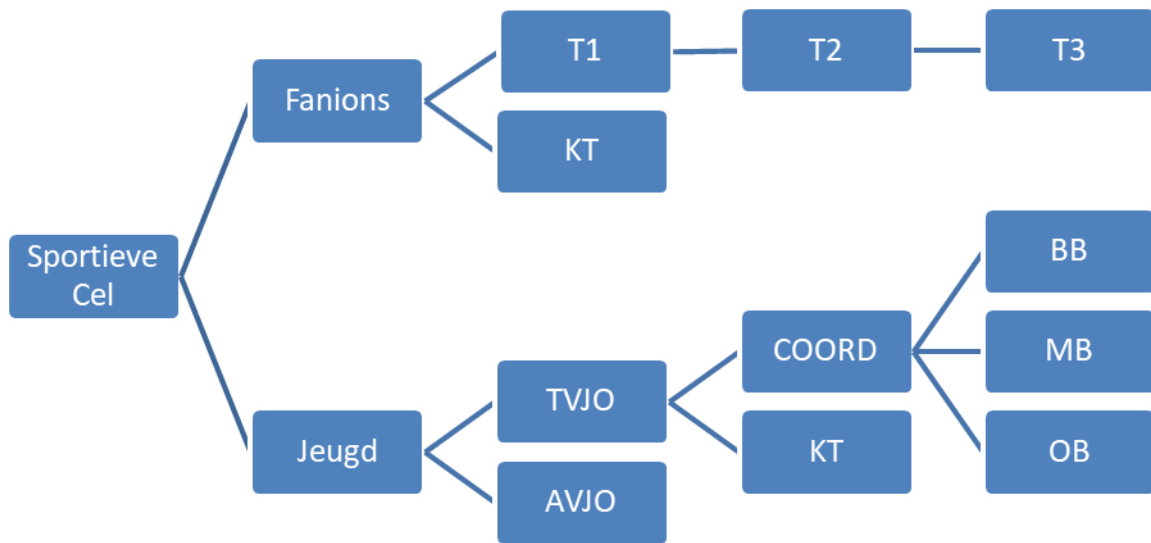 T1
T2
T3
Fanions
KT
Sportieve
Cel
BB
COORD
MB
TVJO
Jeugd
KT
OB
AVJO